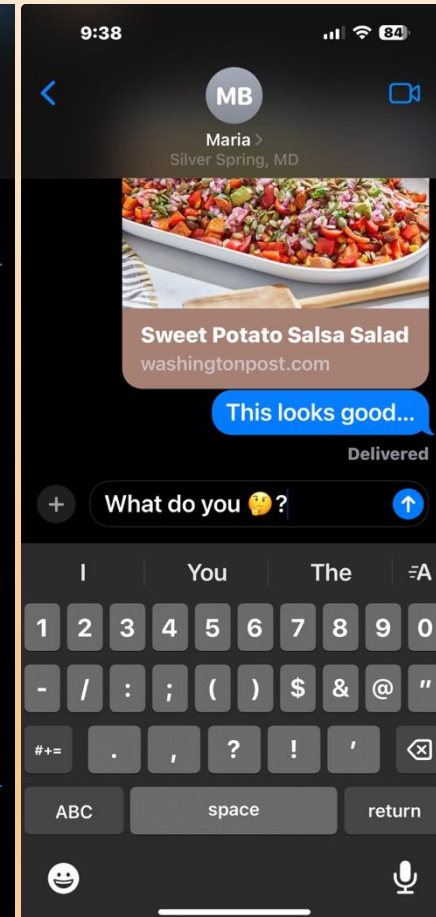 9:38 84
MB
Maria >
Silver Spring, MD
Sweet Potato Salsa Salad
washingtonpost.com
This looks good...
Delivered
+ What do you 🤔?
I You The A
1 2 3 4 5 6 7 8 9 0
- / : ; ( ) $ & @ "
#+= . , ? ! '
ABC space return